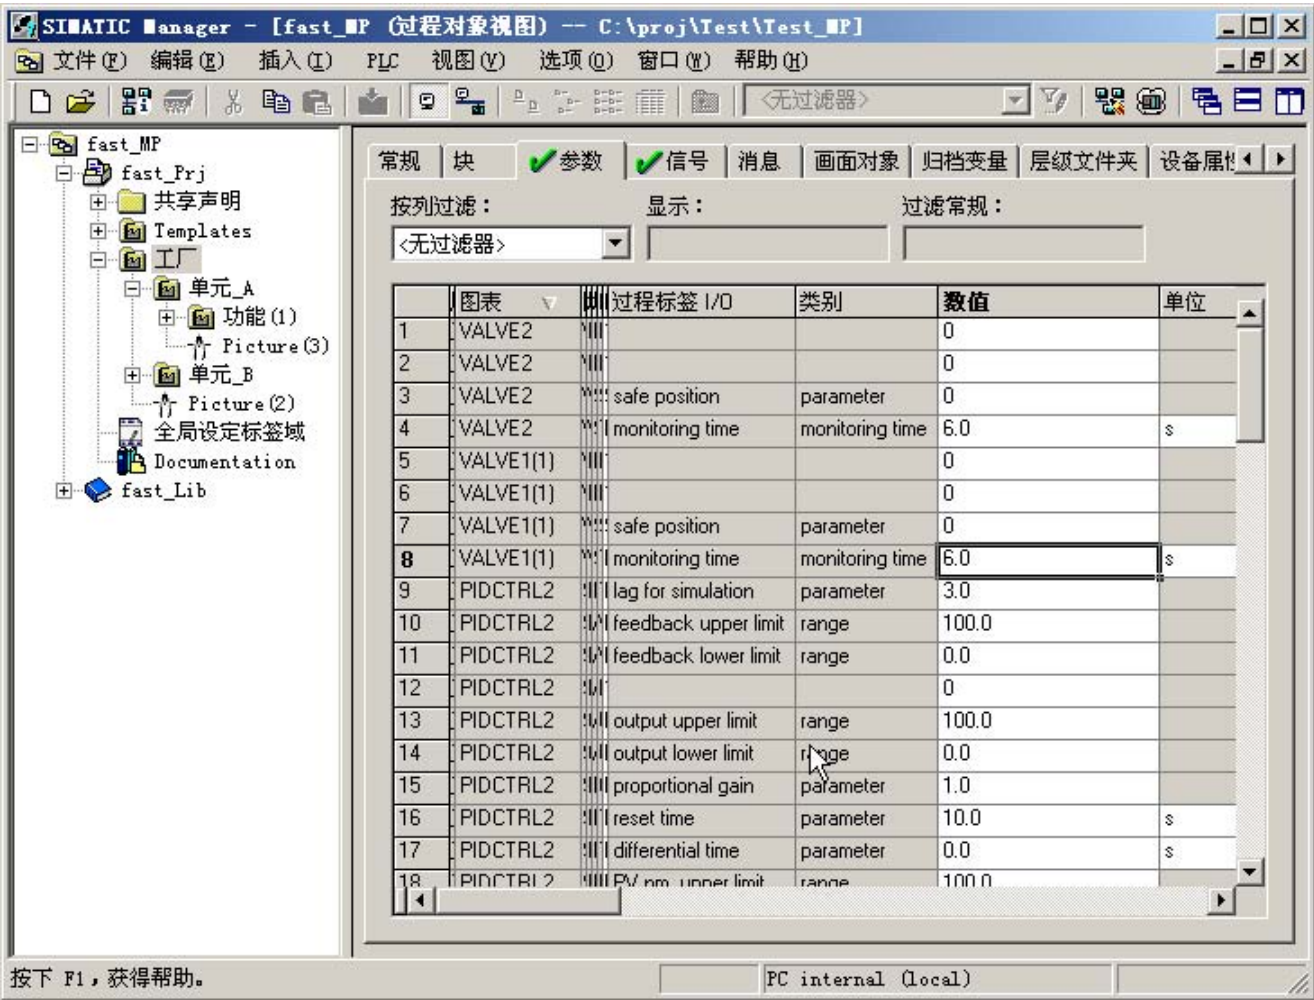 SIMATIC Manager - [fast_MP (过程对象视图) -- C:\proj\Test\Test_MP]
文件(F) 编辑(E) 插入(I) PLC 视图(V) 选项(O) 窗口(W) 帮助(H)
<无过滤器>
fast_MP
fast_Prj
共享声明
Templates
工厂
单元_A
功能(1)
Picture(3)
单元_B
Picture(2)
全局设定标签域
Documentation
fast_Lib
常规 块 参数 信号 消息 画面对象 归档变量 层级文件夹 设备属
按列过滤： 显示： 过滤常规：
<无过滤器>
图表 过程标签 I/O 类别 数值 单位
1 VALVE2 0
2 VALVE2 0
3 VALVE2 safe position parameter 0
4 VALVE2 monitoring time monitoring time 6.0 s
5 VALVE1(1) 0
6 VALVE1(1) 0
7 VALVE1(1) safe position parameter 0
8 VALVE1(1) monitoring time monitoring time 6.0 s
9 PIDCTRL2 lag for simulation parameter 3.0
10 PIDCTRL2 feedback upper limit range 100.0
11 PIDCTRL2 feedback lower limit range 0.0
12 PIDCTRL2 0
13 PIDCTRL2 output upper limit range 100.0
14 PIDCTRL2 output lower limit range 0.0
15 PIDCTRL2 proportional gain parameter 1.0
16 PIDCTRL2 reset time parameter 10.0 s
17 PIDCTRL2 differential time parameter 0.0 s
18 PIDCTRL2 upper limit range 100.0
按下 F1，获得帮助。 PC internal (local)